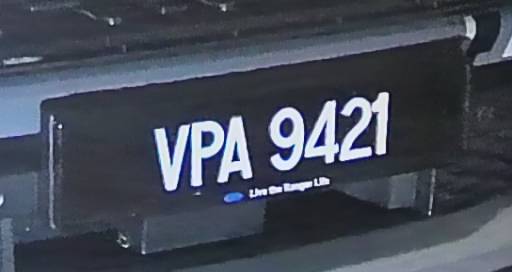 VPA 9421
Live the Ranger Life